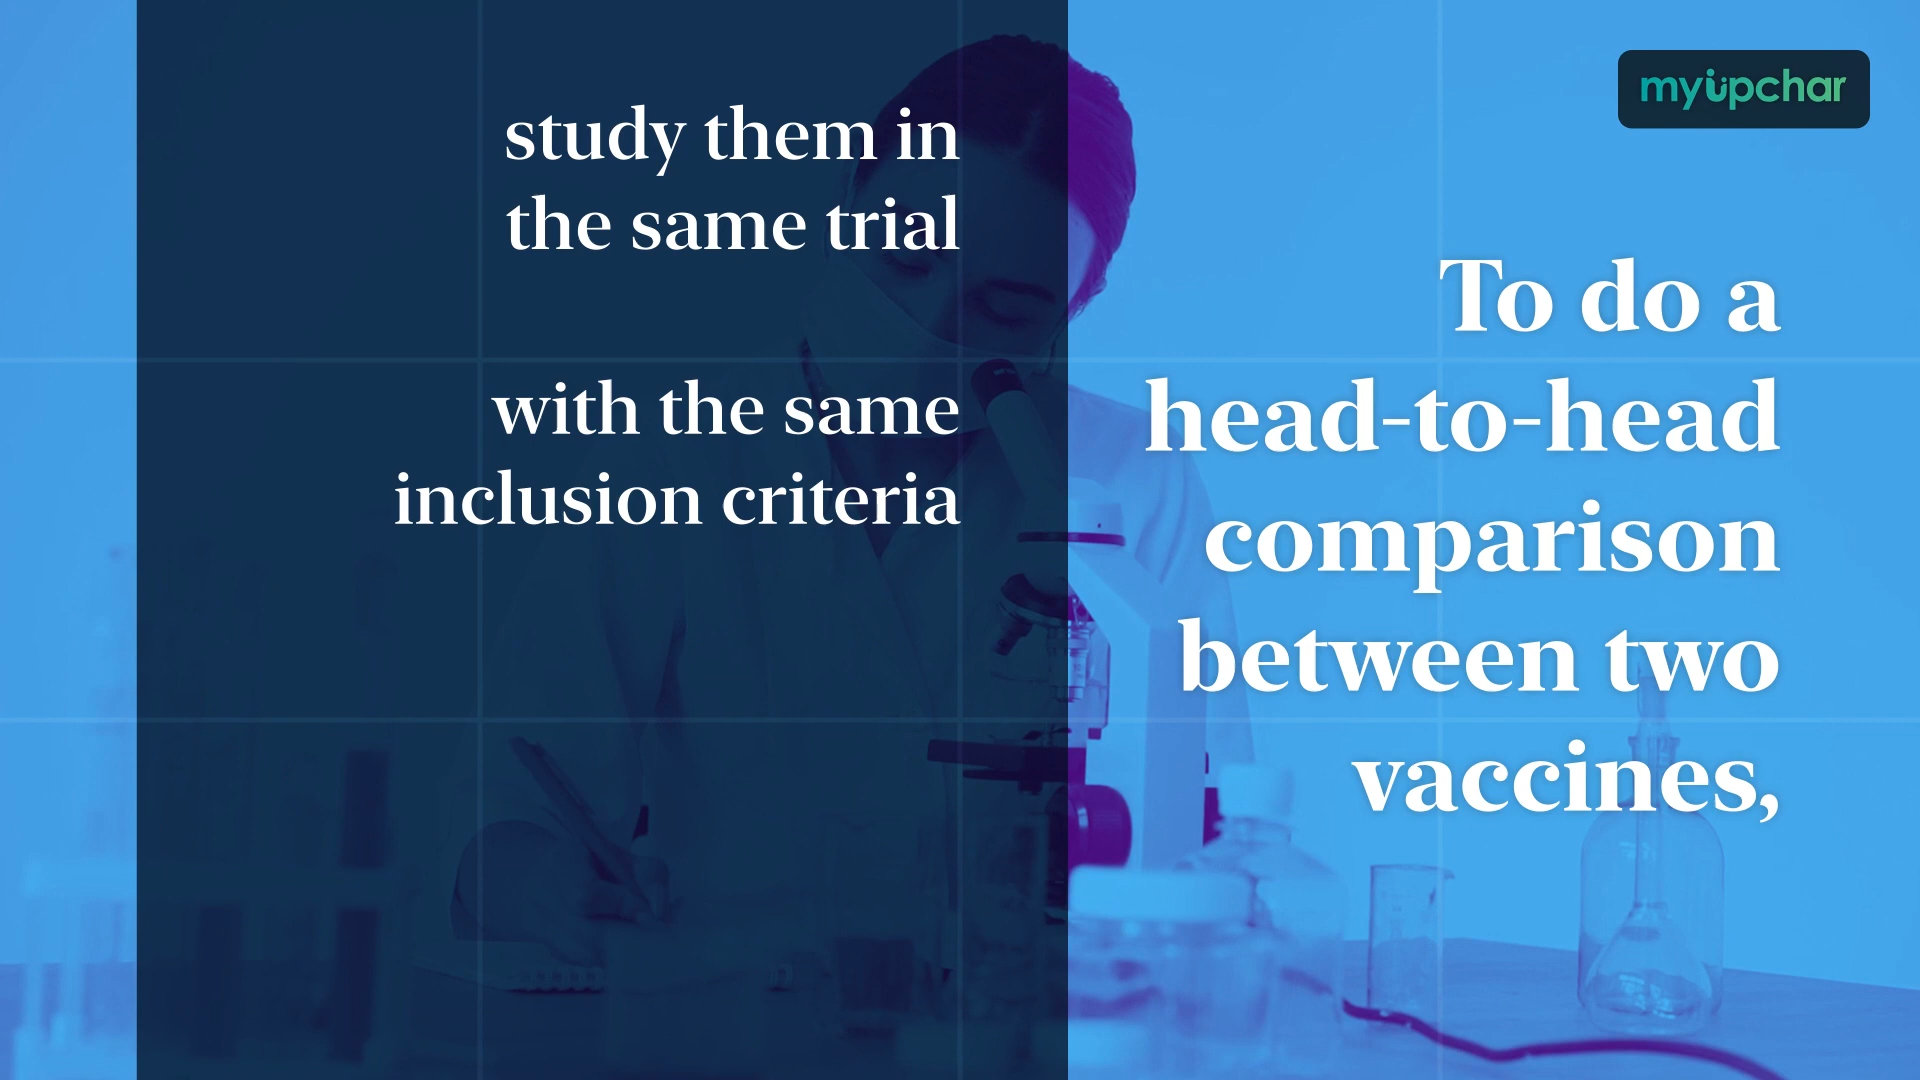 myUpchar
To do a
head-to-head
comparison
between two
vaccines,
study them in
the same trial
with the same
inclusion criteria